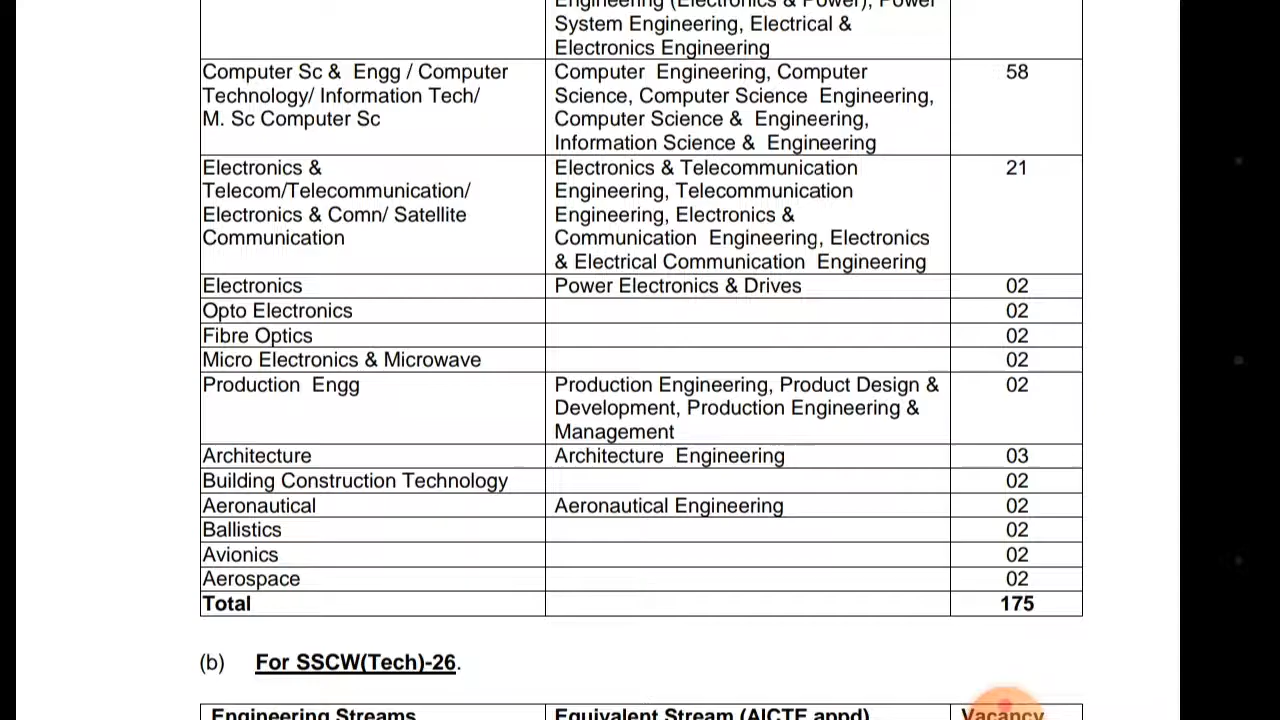 Engineering (Electronics & Power), Power
System Engineering, Electrical &
Electronics Engineering
Computer Sc & Engg / Computer
Technology/ Information Tech/
M. Sc Computer Sc
Computer Engineering, Computer
Science, Computer Science Engineering,
Computer Science & Engineering,
Information Science & Engineering
58
Electronics &
Telecom/Telecommunication/
Electronics & Comn/ Satellite
Communication
Electronics & Telecommunication
Engineering, Telecommunication
Engineering, Electronics &
Communication Engineering, Electronics
& Electrical Communication Engineering
21
Electronics Power Electronics & Drives 02
Opto Electronics 02
Fibre Optics 02
Micro Electronics & Microwave 02
Production Engg
Production Engineering, Product Design &
Development, Production Engineering &
Management
02
Architecture Architecture Engineering 03
Building Construction Technology 02
Aeronautical Aeronautical Engineering 02
Ballistics 02
Avionics 02
Aerospace 02
Total 175
(b) For SSCW(Tech)-26.
Engineering Streams Equivalent Stream (AICTE appd) Vacancy